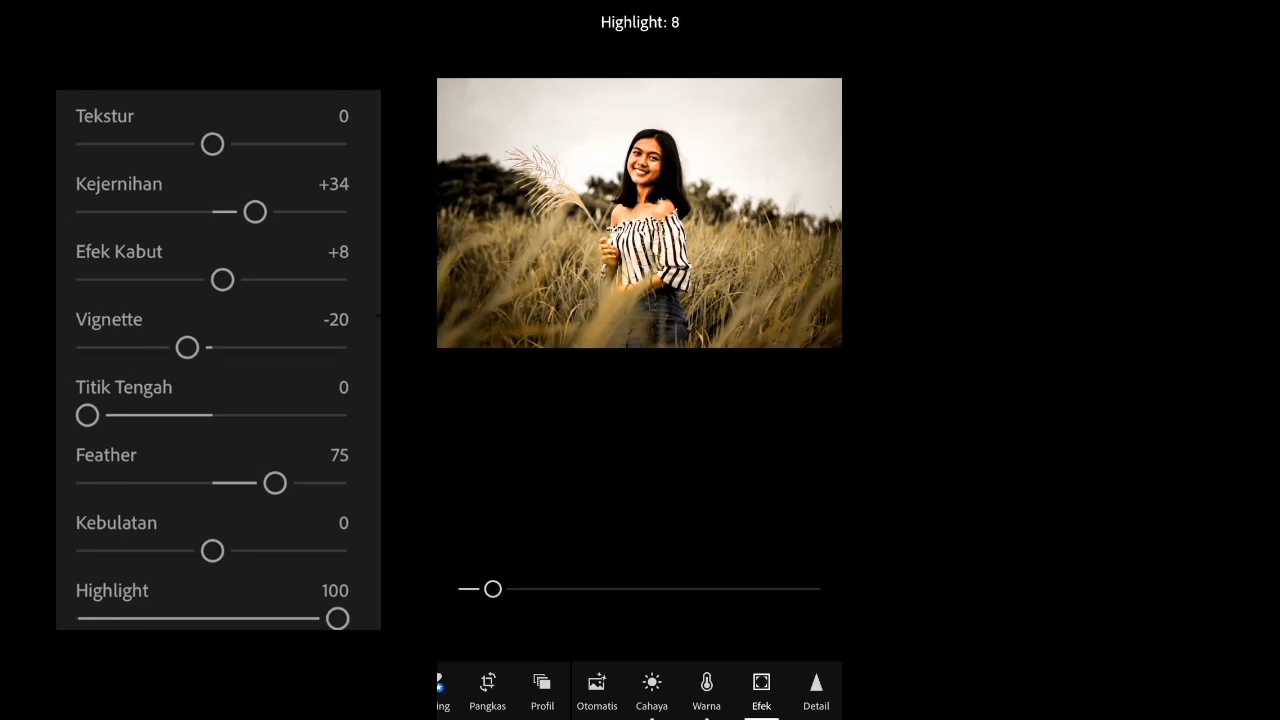 Highlight: 8
Tekstur 0
Kejernihan +34
Efek Kabut +8
Vignette -20
Titik Tengah 0
Feather 75
Kebulatan 0
Highlight 100
ing Pangkas Profil Otomatis Cahaya Warna Efek Detail